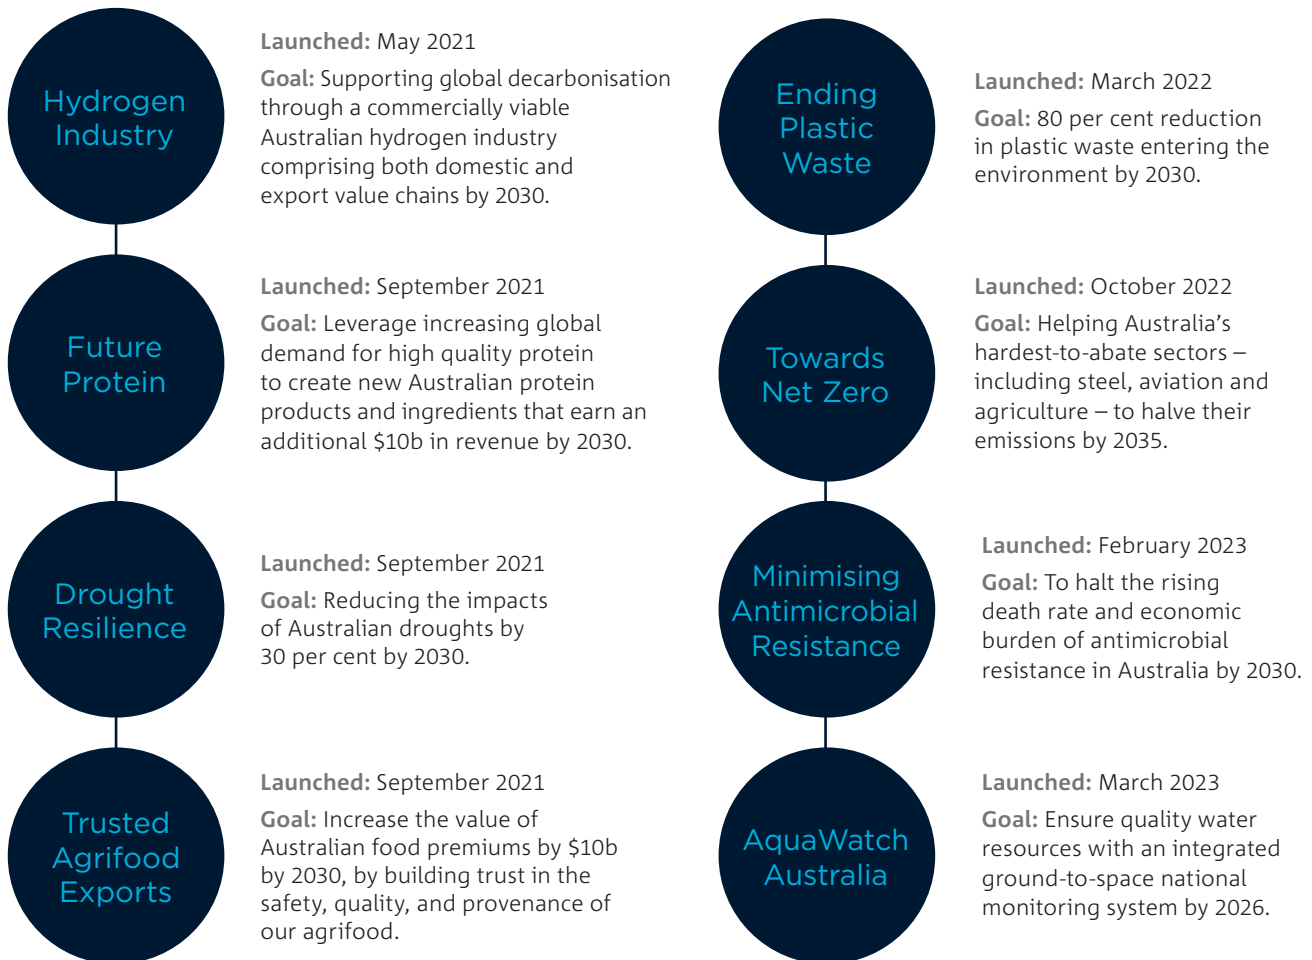 Hydrogen
Industry
Launched: May 2021
Goal: Supporting global decarbonisation
through a commercially viable
Australian hydrogen industry
comprising both domestic and
export value chains by 2030.
Future
Protein
Launched: September 2021
Goal: Leverage increasing global
demand for high quality protein
to create new Australian protein
products and ingredients that earn an
additional $10b in revenue by 2030.
Drought
Resilience
Launched: September 2021
Goal: Reducing the impacts
of Australian droughts by
30 per cent by 2030.
Trusted
Agrifood
Exports
Launched: September 2021
Goal: Increase the value of
Australian food premiums by $10b
by 2030, by building trust in the
safety, quality, and provenance of
our agrifood.
Ending
Plastic
Waste
Launched: March 2022
Goal: 80 per cent reduction
in plastic waste entering the
environment by 2030.
Towards
Net Zero
Launched: October 2022
Goal: Helping Australia’s
hardest-to-abate sectors –
including steel, aviation and
agriculture – to halve their
emissions by 2035.
Minimising
Antimicrobial
Resistance
Launched: February 2023
Goal: To halt the rising
death rate and economic
burden of antimicrobial
resistance in Australia by 2030.
AquaWatch
Australia
Launched: March 2023
Goal: Ensure quality water
resources with an integrated
ground-to-space national
monitoring system by 2026.